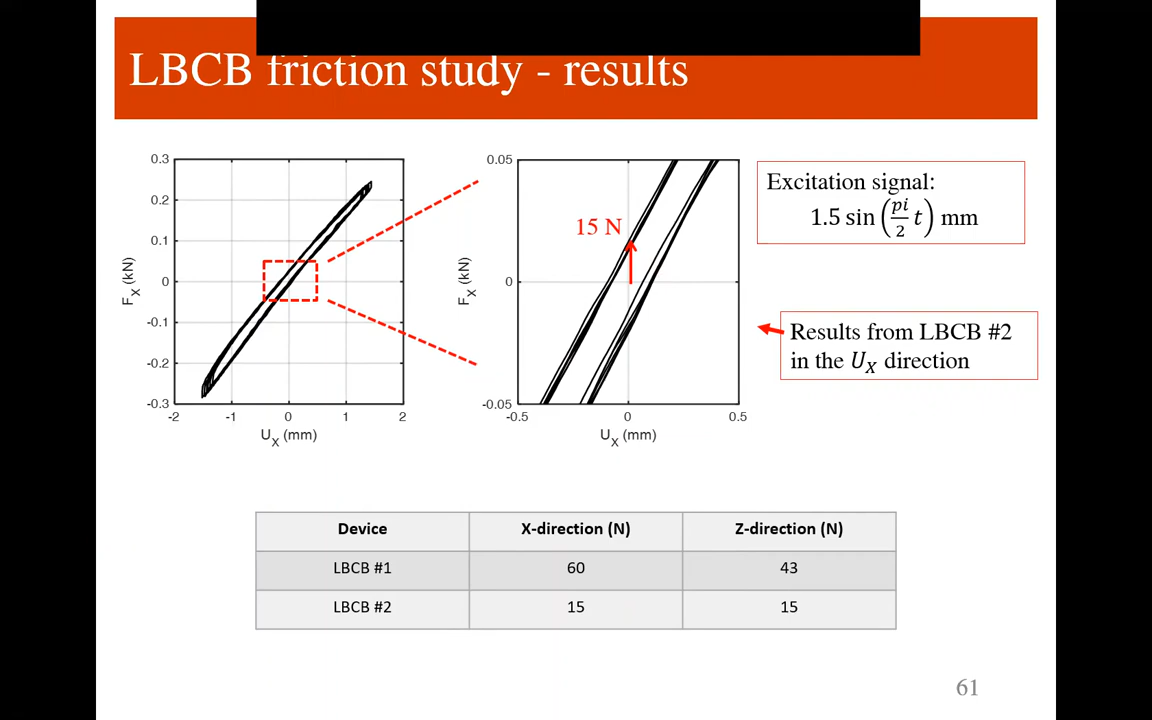 LBCB friction study - results
0.3
0.2
0.1
0
-0.1
-0.2
-0.3
-2
-1
0
1
2
F_X (kN)
U_X (mm)
0.05
0
-0.05
-0.5
0
0.5
F_X (kN)
U_X (mm)
15 N
Excitation signal:
1.5 sin (pi/2 t) mm
Results from LBCB #2
in the U_X direction
Device X-direction (N) Z-direction (N)
LBCB #1 60 43
LBCB #2 15 15
61